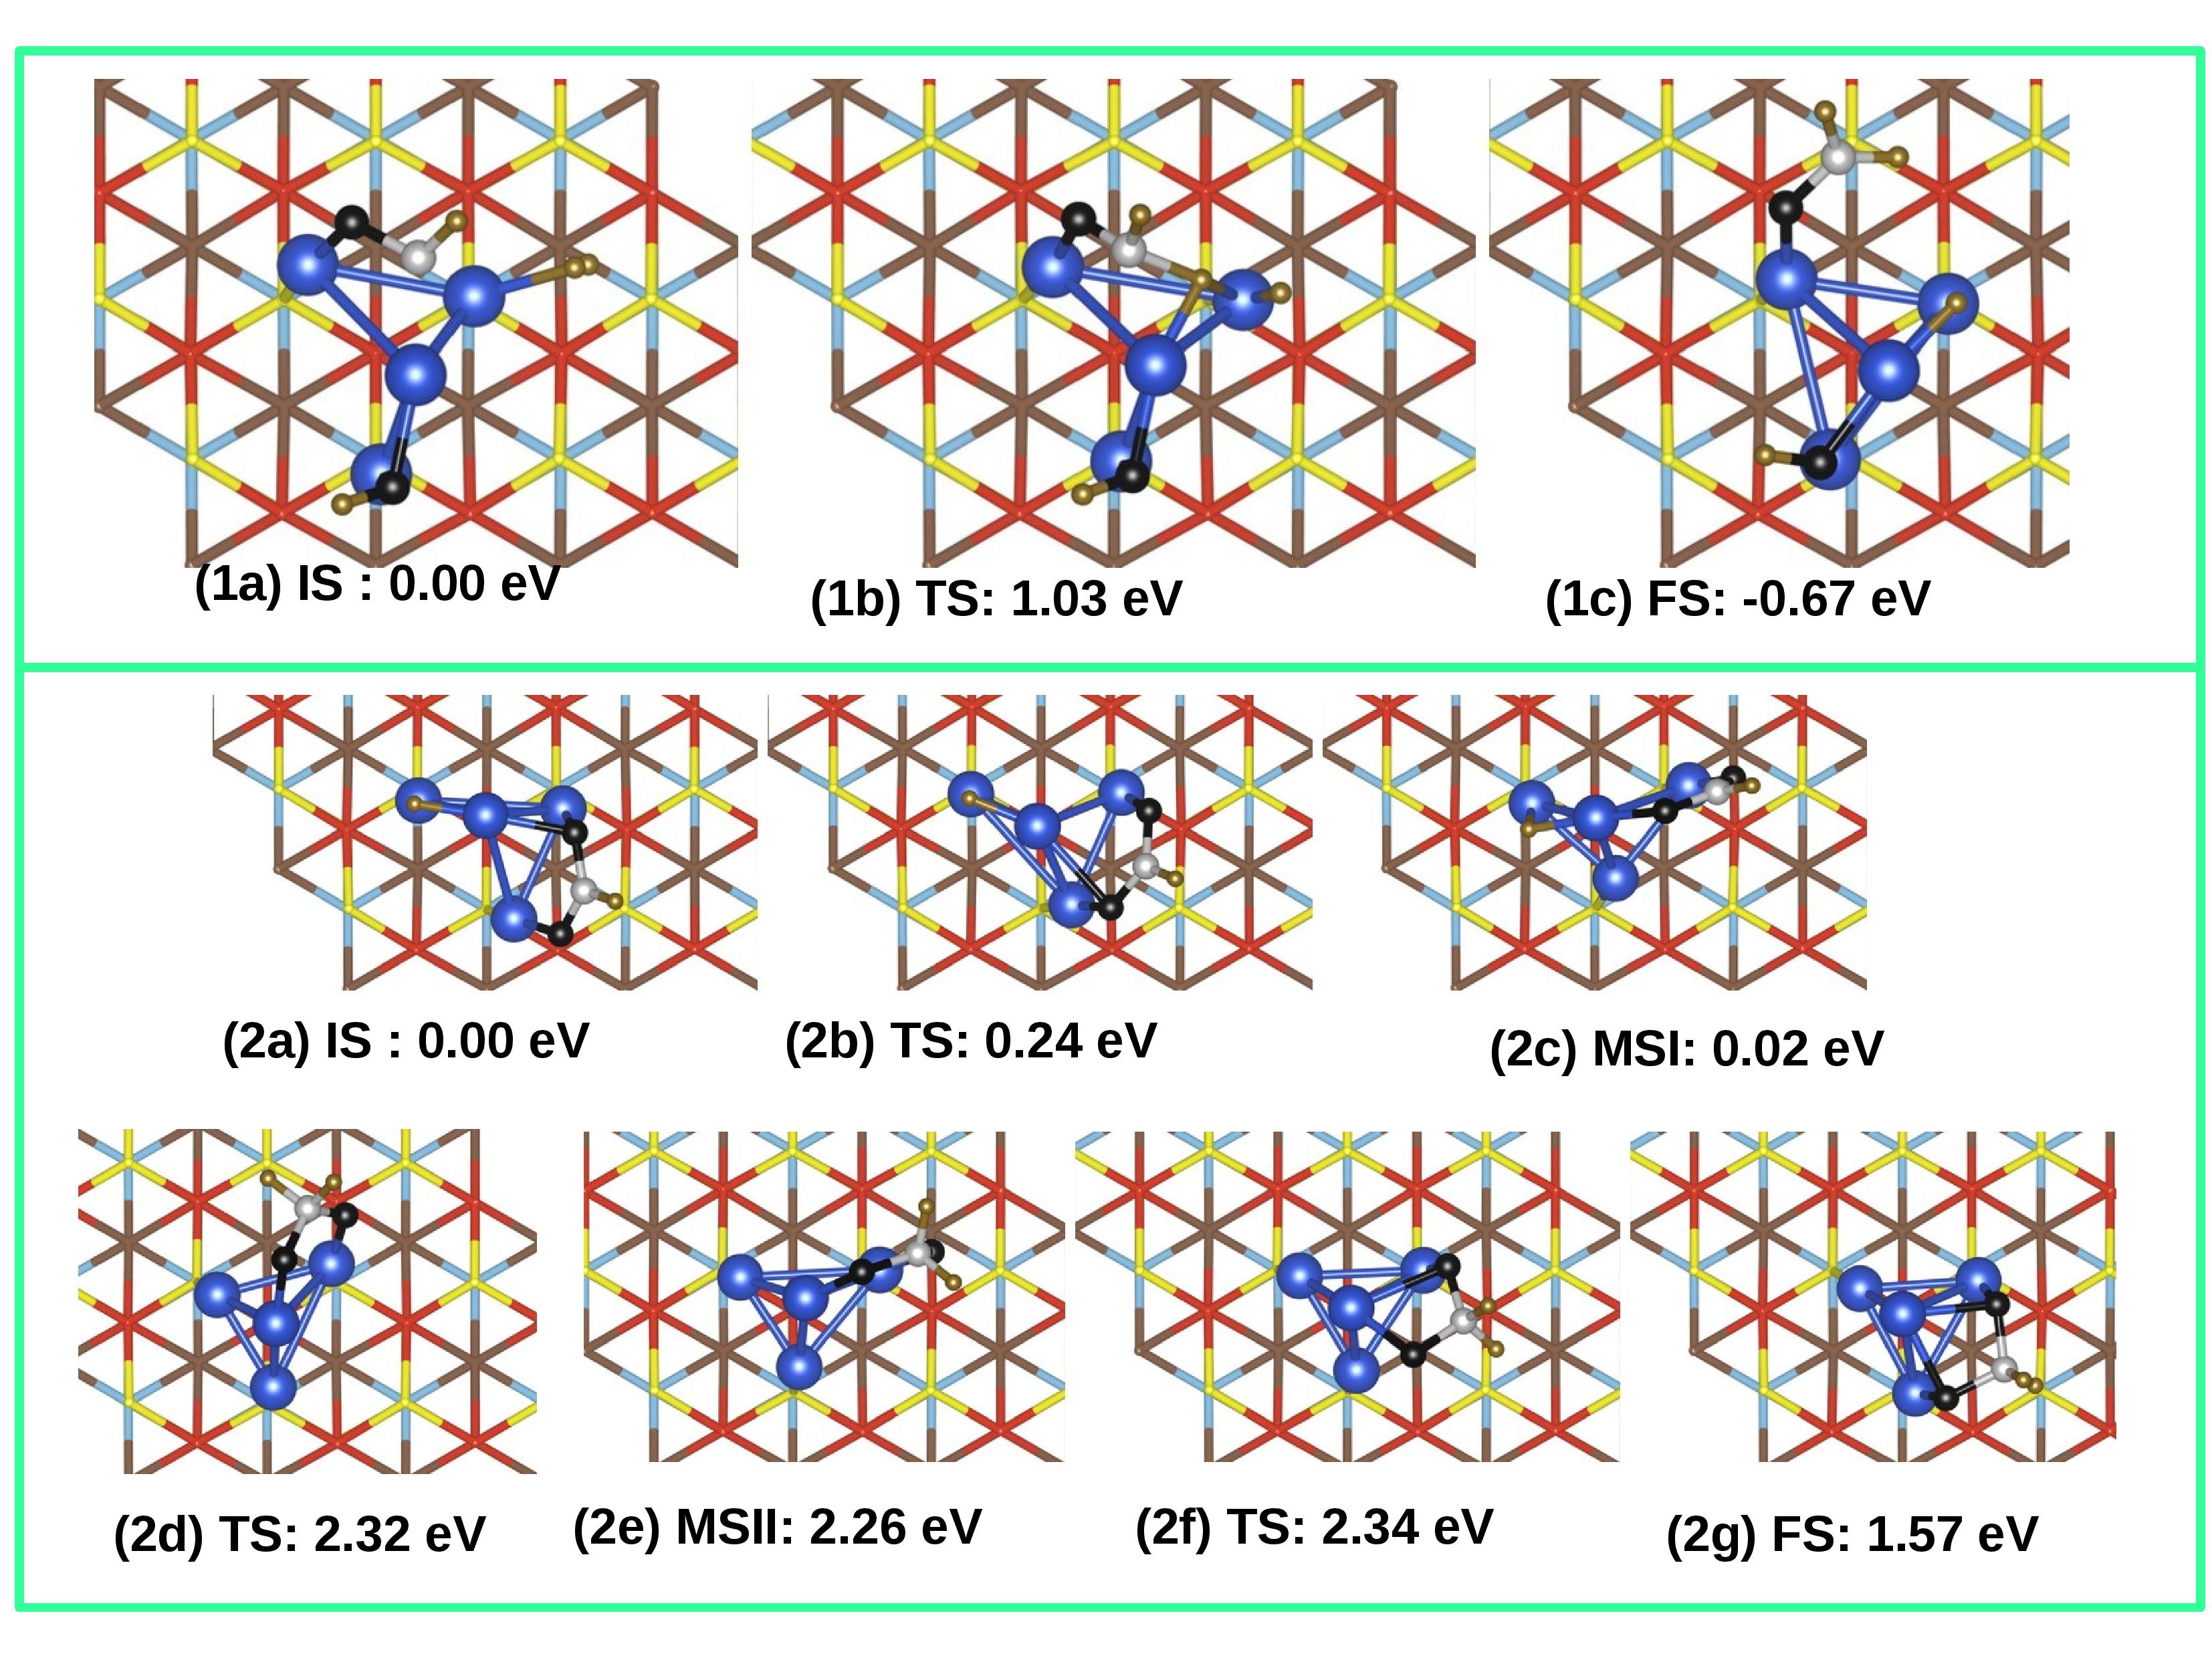 (1a) IS : 0.00 eV
(1b) TS: 1.03 eV
(1c) FS: -0.67 eV
(2a) IS : 0.00 eV
(2b) TS: 0.24 eV
(2c) MSI: 0.02 eV
(2d) TS: 2.32 eV
(2e) MSII: 2.26 eV
(2f) TS: 2.34 eV
(2g) FS: 1.57 eV